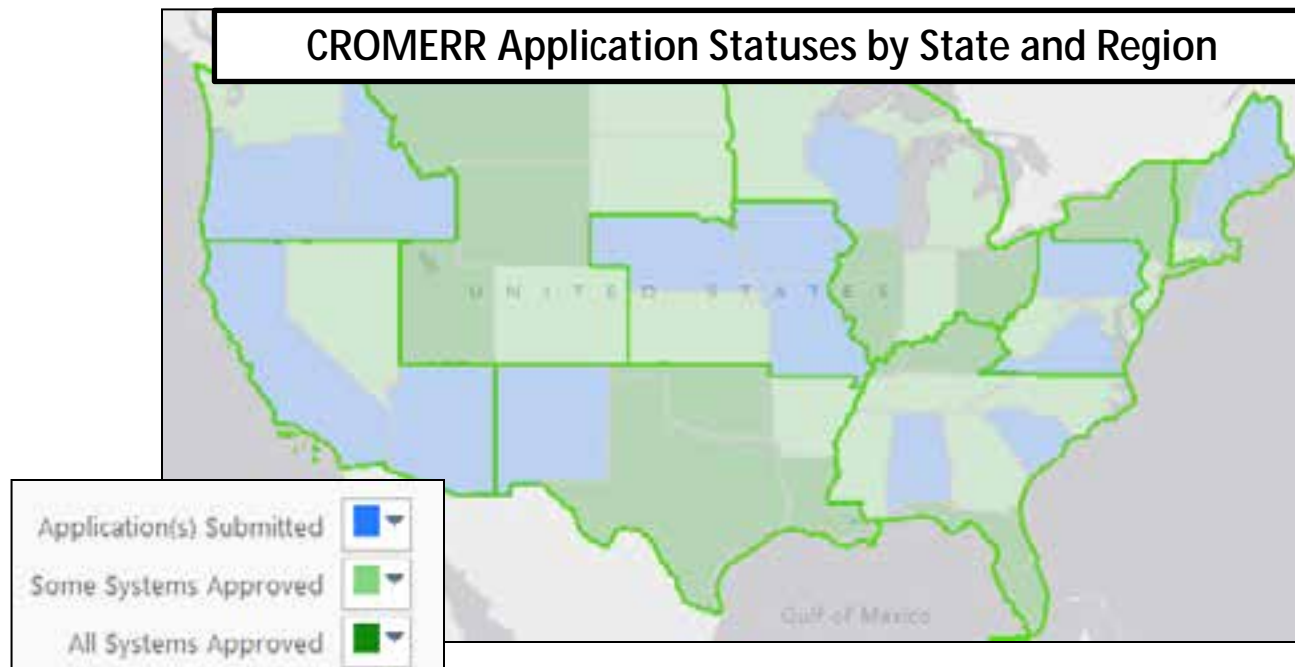 CROMERR Application Statuses by State and Region
UNITED STATES
Gulf of Mexico
Application(s) Submitted
Some Systems Approved
All Systems Approved